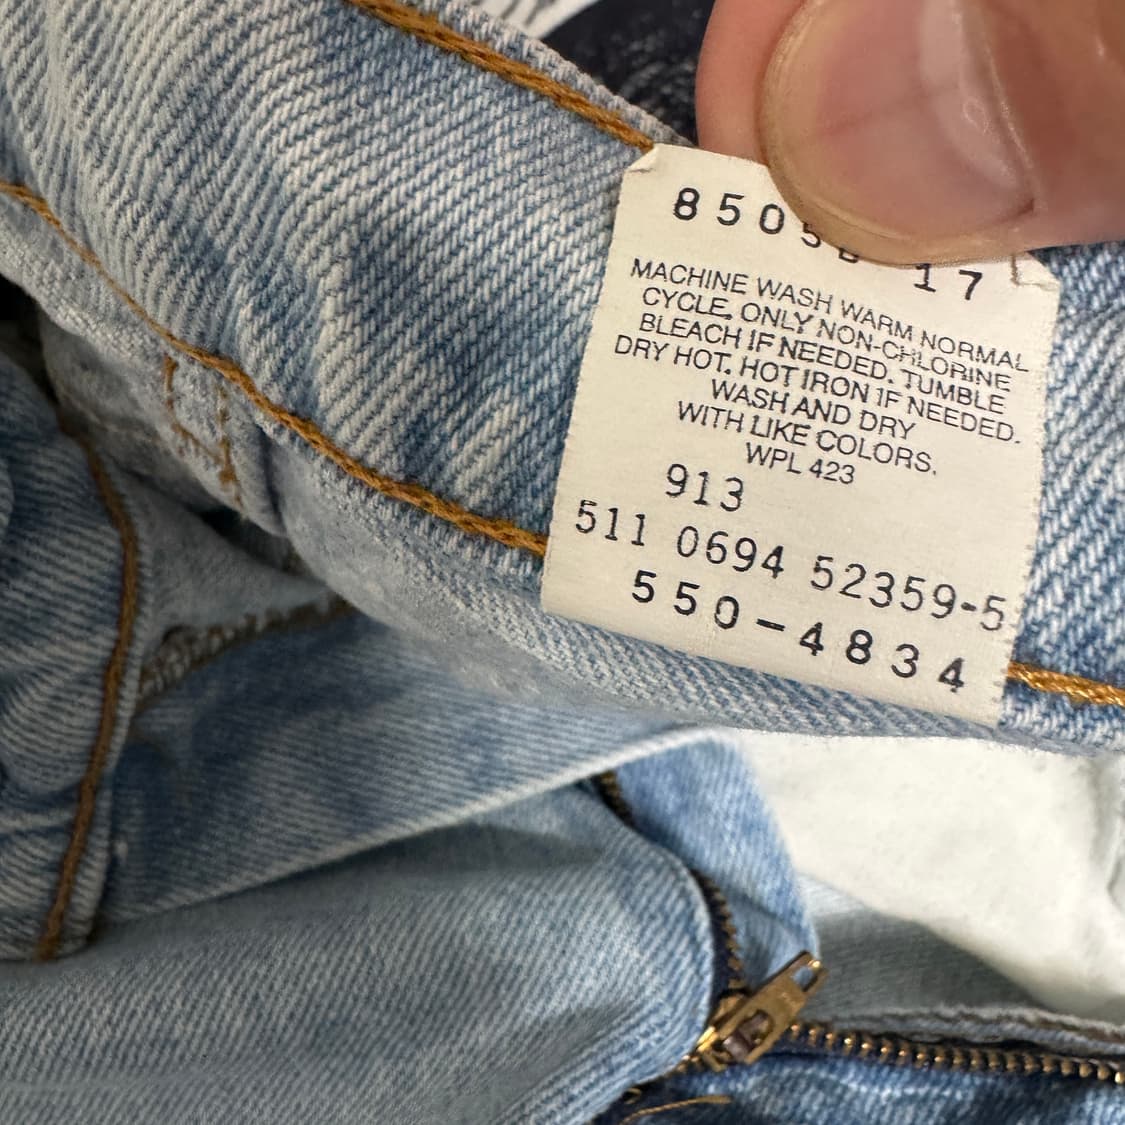 8505 17
MACHINE WASH WARM NORMAL
CYCLE, ONLY NON-CHLORINE
BLEACH IF NEEDED. TUMBLE
DRY HOT. HOT IRON IF NEEDED.
WASH AND DRY
WITH LIKE COLORS.
WPL 423
913
511 0694 52359-5
550-4834